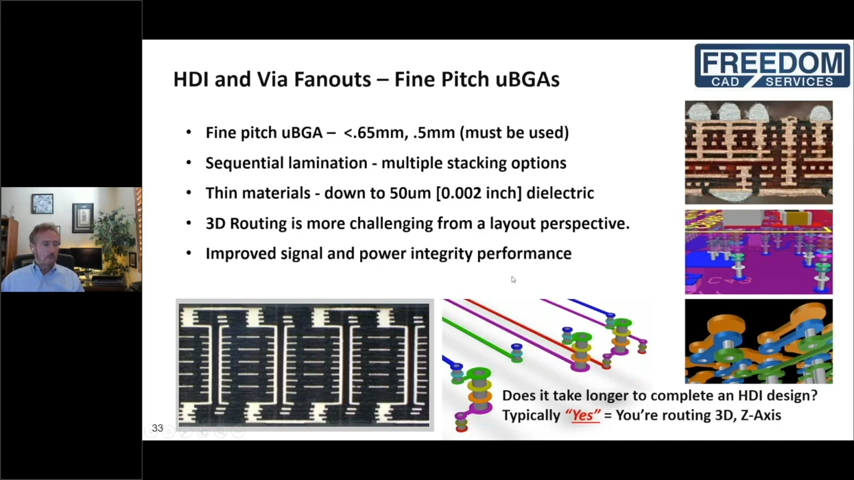 HDI and Via Fanouts – Fine Pitch uBGAs
FREEDOM
CAD SERVICES
• Fine pitch uBGA – <.65mm, .5mm (must be used)
• Sequential lamination - multiple stacking options
• Thin materials - down to 50um [0.002 inch] dielectric
• 3D Routing is more challenging from a layout perspective.
• Improved signal and power integrity performance
Does it take longer to complete an HDI design?
Typically “Yes” = You’re routing 3D, Z-Axis
33